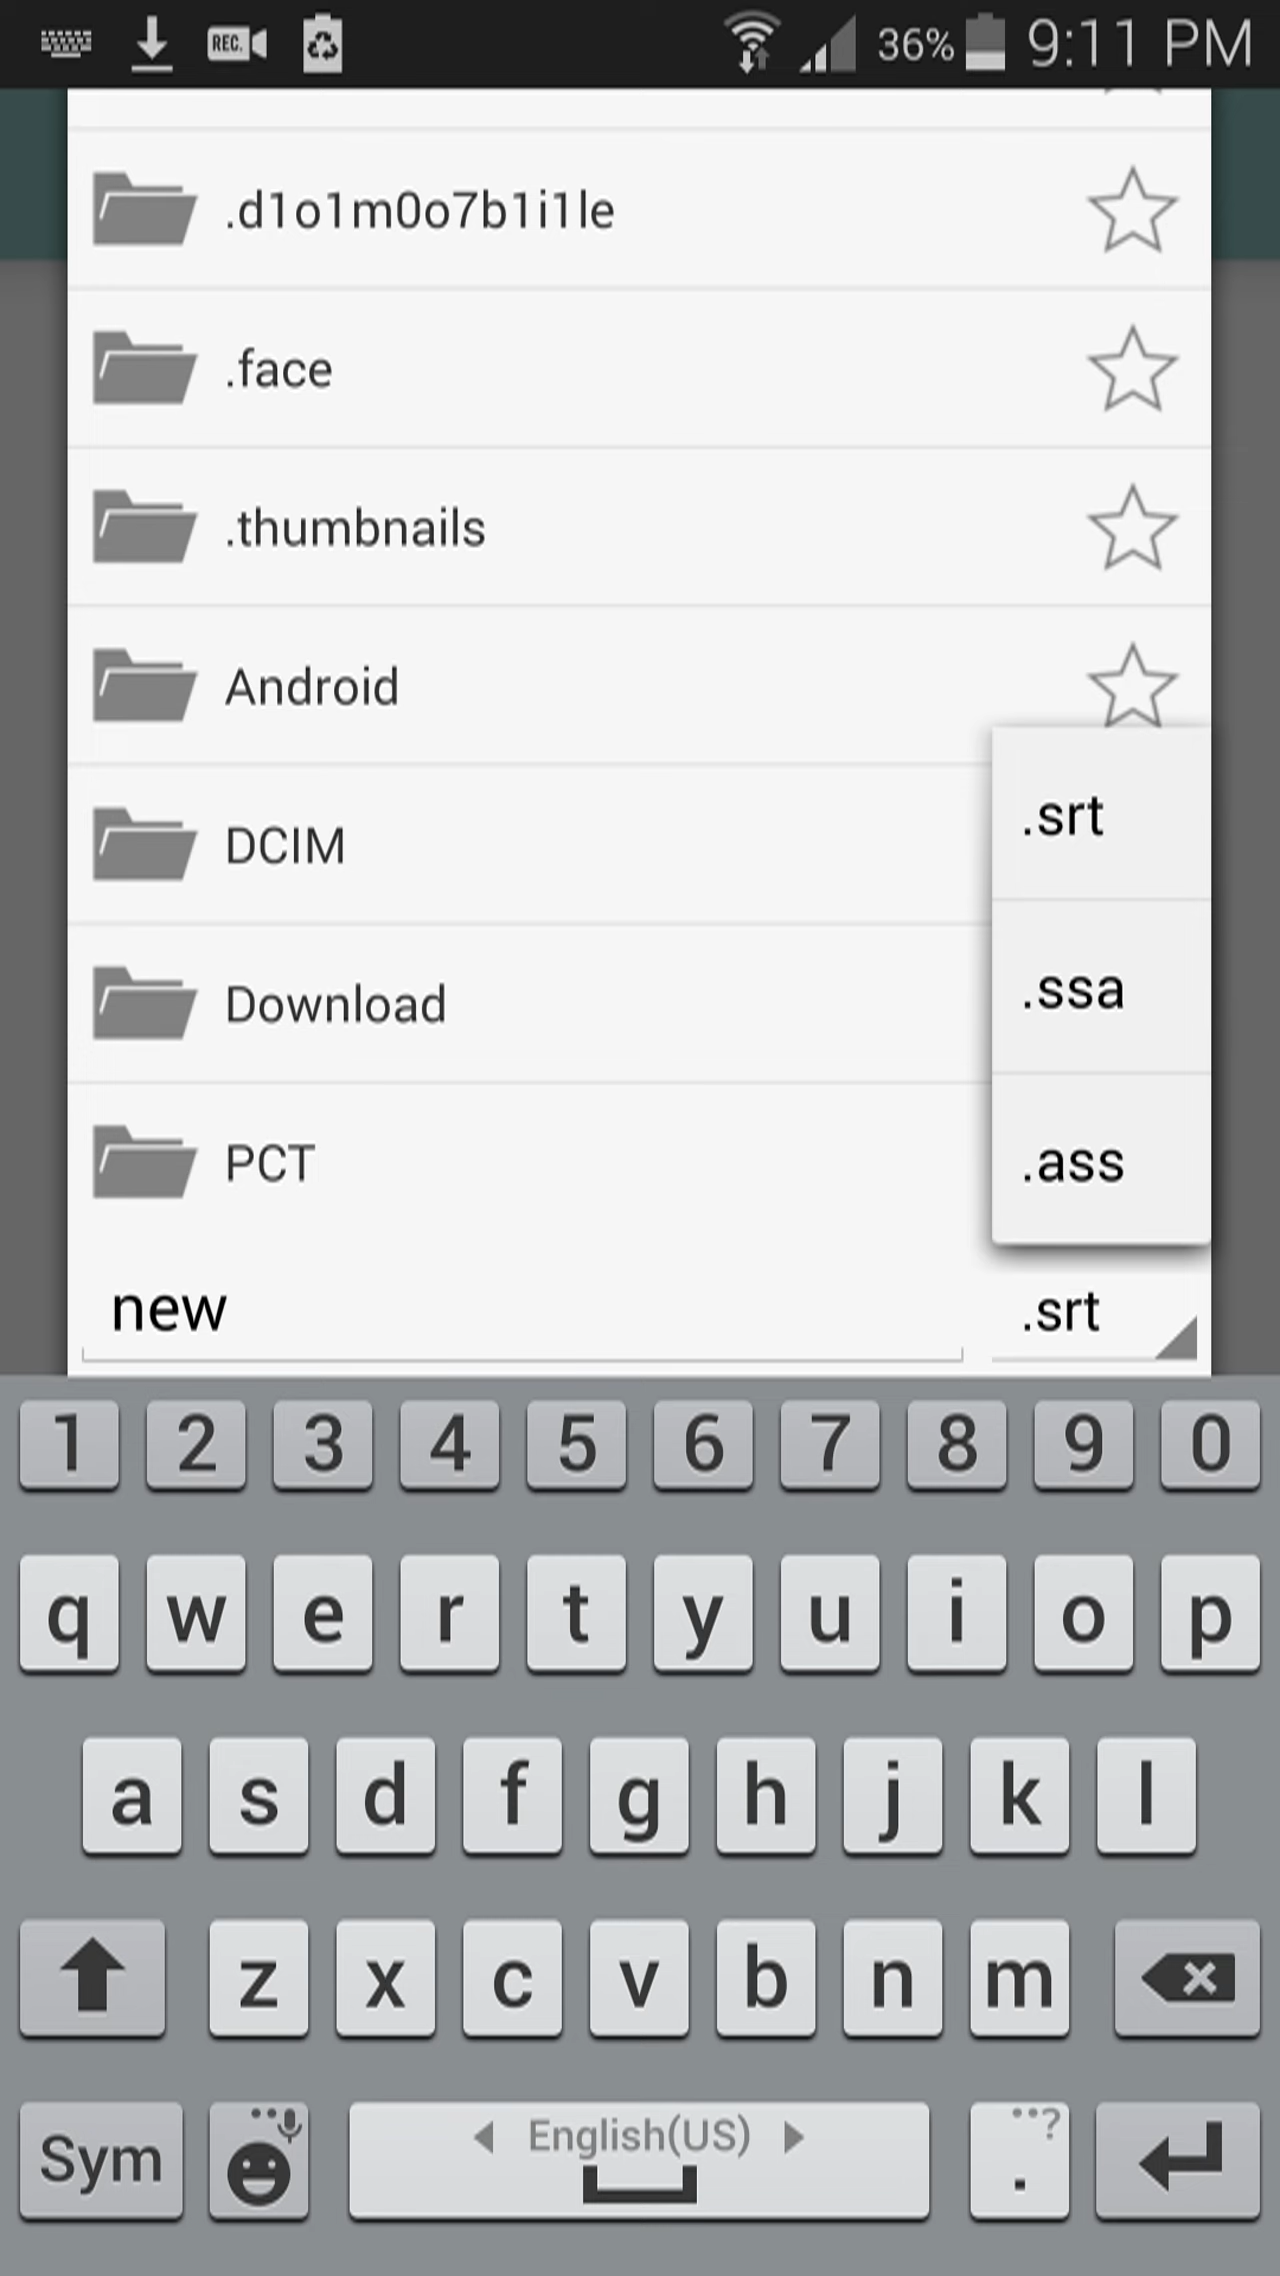 REC. 36% 9:11 PM
.d1o1m0o7b1i1le
.face
.thumbnails
Android
DCIM
.srt
.ssa
.ass
Download
PCT
new
.srt
1 2 3 4 5 6 7 8 9 0
q w e r t y u i o p
a s d f g h j k l
z x c v b n m
Sym English(US) . ?